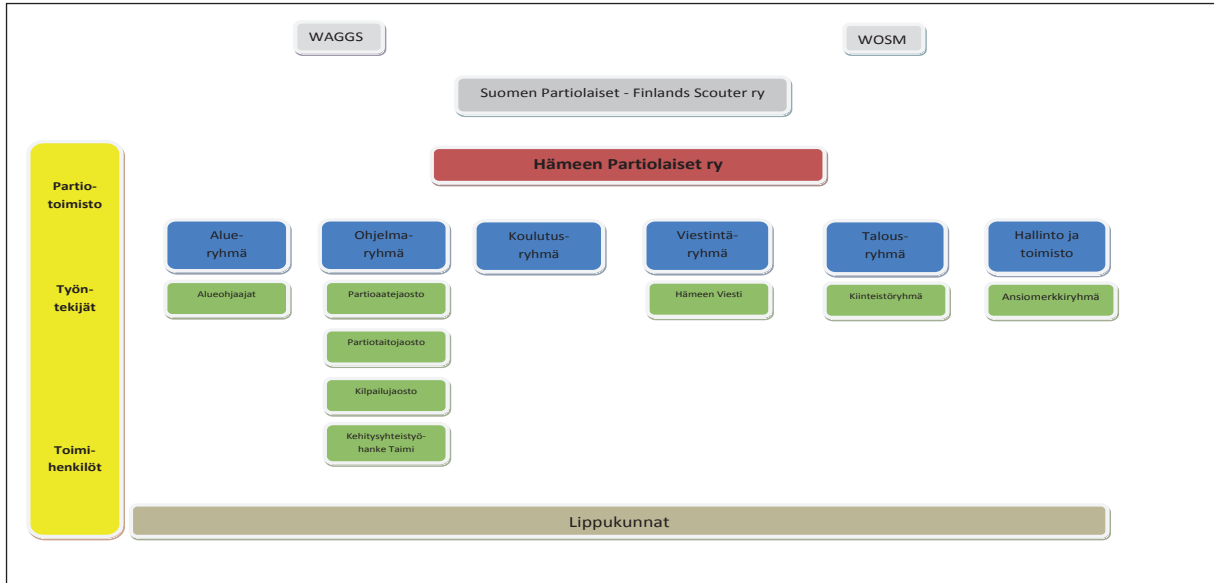 WAGGS
WOSM
Suomen Partiolaiset - Finlands Scouter ry
Hämeen Partiolaiset ry
Partio-
toimisto
Työn-
tekijät
Toimi-
henkilöt
Alue-
ryhmä
Ohjelma-
ryhmä
Koulutus-
ryhmä
Viestintä-
ryhmä
Talous-
ryhmä
Hallinto ja
toimisto
Alueohjaajat
Partioaatejaosto
Hämeen Viesti
Kiinteistöryhmä
Ansiomerkkiryhmä
Partiotaitojaosto
Kilpailujaosto
Kehitysyhteistyö-
hanke Taimi
Lippukunnat